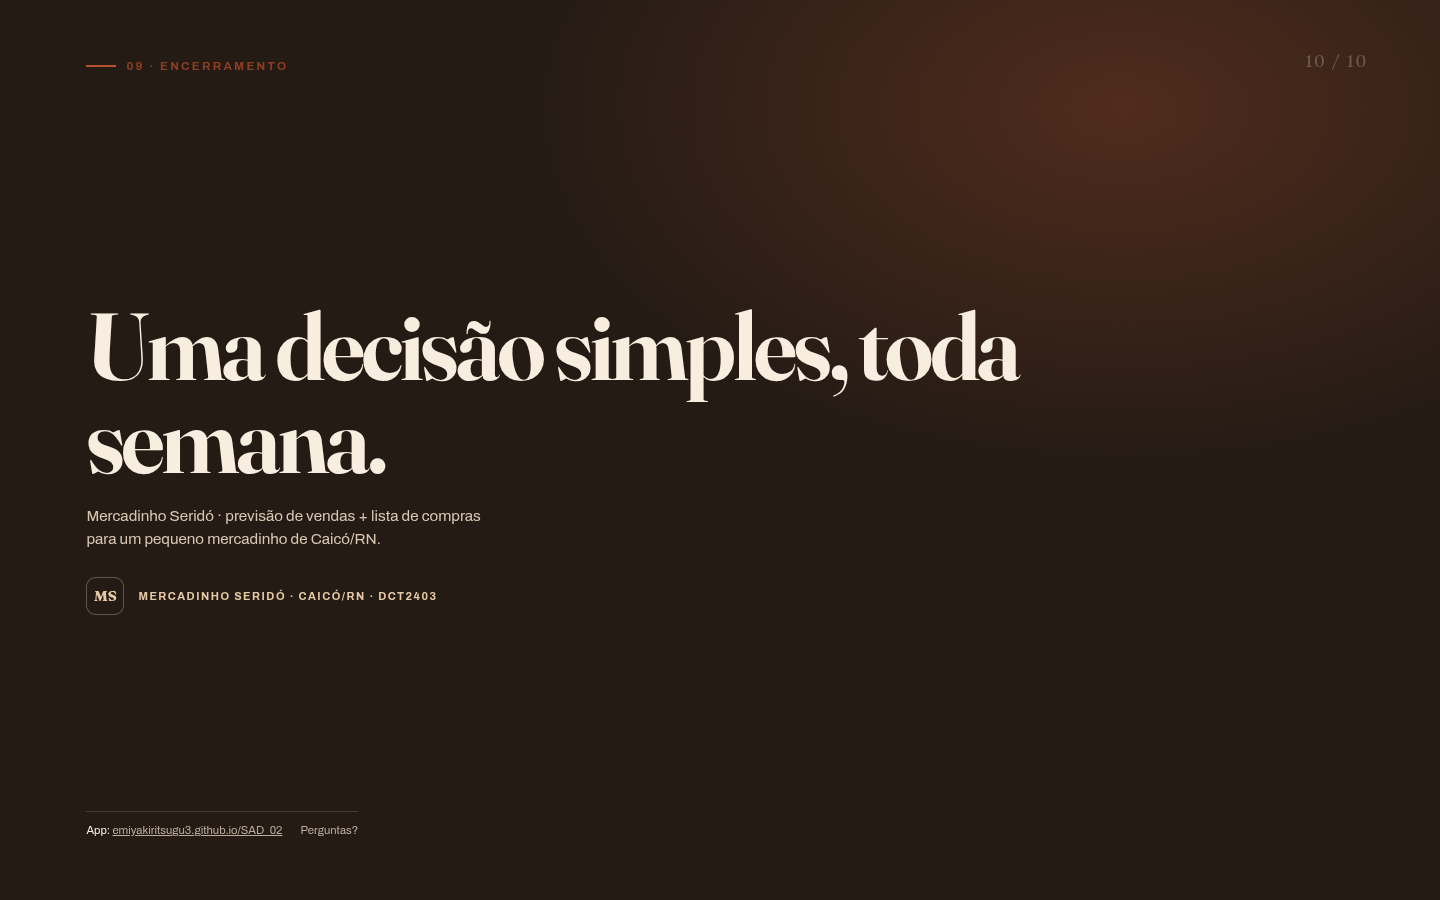 09 · ENCERRAMENTO
10 / 10
Uma decisão simples, toda
semana.
Mercadinho Seridó · previsão de vendas + lista de compras
para um pequeno mercadinho de Caicó/RN.
MS
MERCADINHO SERIDÓ · CAICÓ/RN · DCT2403
App: emiyakiritsugu3.github.io/SAD_02 Perguntas?